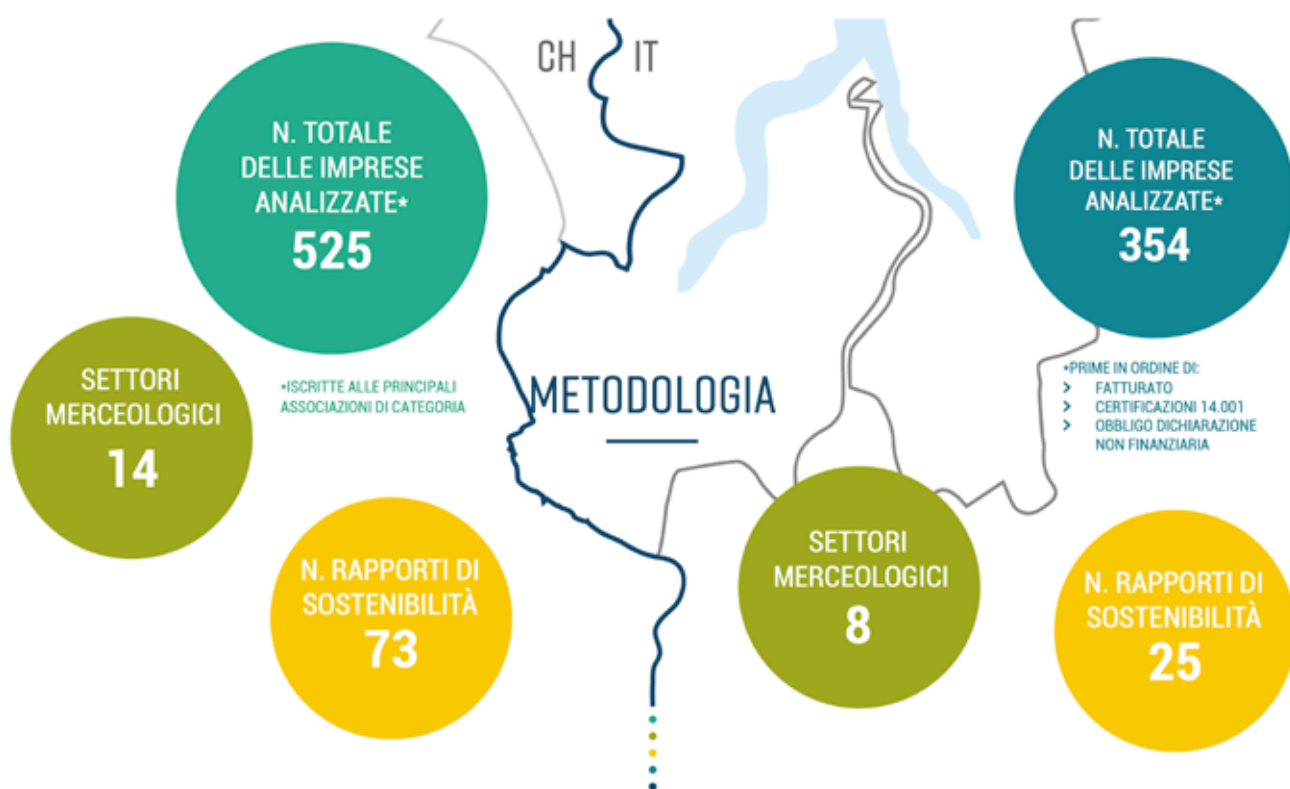 CH
IT
N. TOTALE
DELLE IMPRESE
ANALIZZATE*
525
*ISCRITTE ALLE PRINCIPALI
ASSOCIAZIONI DI CATEGORIA
SETTORI
MERCEOLOGICI
14
N. RAPPORTI DI
SOSTENIBILITÀ
73
METODOLOGIA
N. TOTALE
DELLE IMPRESE
ANALIZZATE*
354
*PRIME IN ORDINE DI:
> FATTURATO
> CERTIFICAZIONI 14.001
> OBBLIGO DICHIARAZIONE
NON FINANZIARIA
SETTORI
MERCEOLOGICI
8
N. RAPPORTI DI
SOSTENIBILITÀ
25